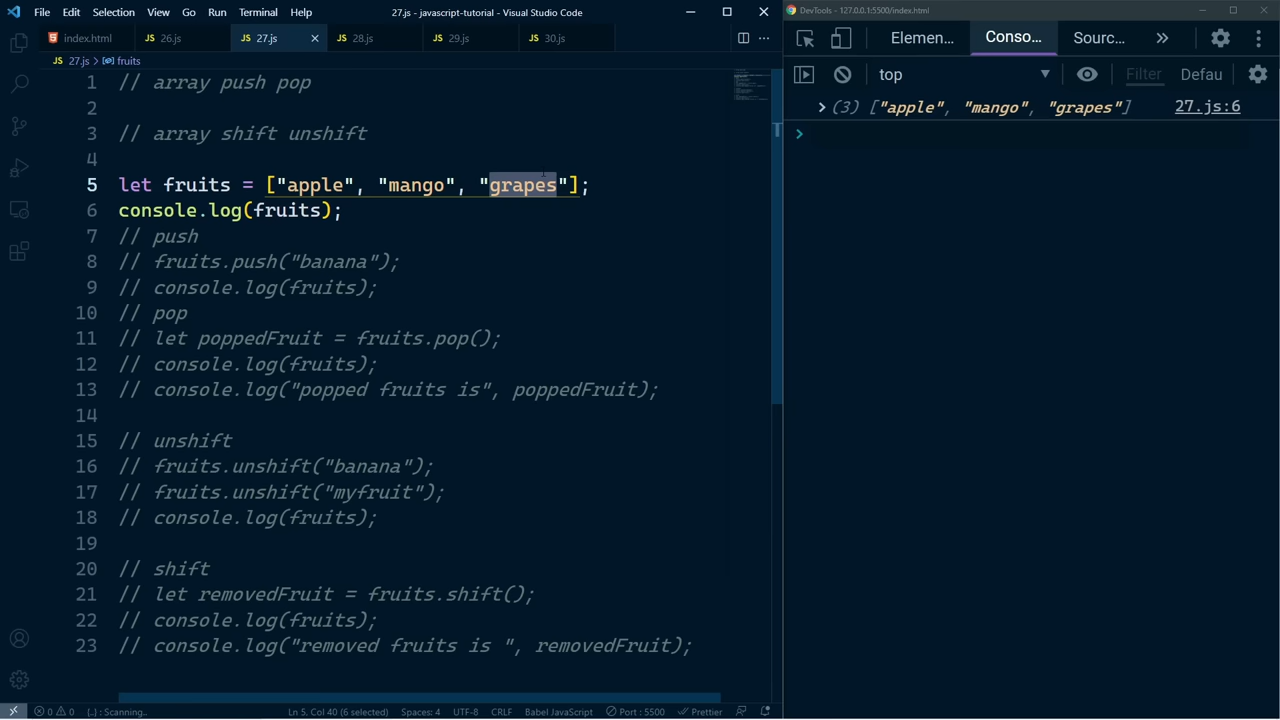 File Edit Selection View Go Run Terminal Help 27.js - javascript-tutorial - Visual Studio Code
index.html JS 26.js JS 27.js JS 28.js JS 29.js JS 30.js
JS 27.js > fruits
1 // array push pop
2
3 // array shift unshift
4
5 let fruits = ["apple", "mango", "grapes"];
6 console.log(fruits);
7 // push
8 // fruits.push("banana");
9 // console.log(fruits);
10 // pop
11 // let poppedFruit = fruits.pop();
12 // console.log(fruits);
13 // console.log("popped fruits is", poppedFruit);
14
15 // unshift
16 // fruits.unshift("banana");
17 // fruits.unshift("myfruit");
18 // console.log(fruits);
19
20 // shift
21 // let removedFruit = fruits.shift();
22 // console.log(fruits);
23 // console.log("removed fruits is ", removedFruit);
0 0 {..} : Scanning.. Ln 5, Col 40 (6 selected) Spaces: 4 UTF-8 CRLF Babel JavaScript Port : 5500 Prettier
DevTools - 127.0.0.1:5500/index.html
Elemen... Conso... Sourc... »
top Filter Defau
(3) ["apple", "mango", "grapes"] 27.js:6